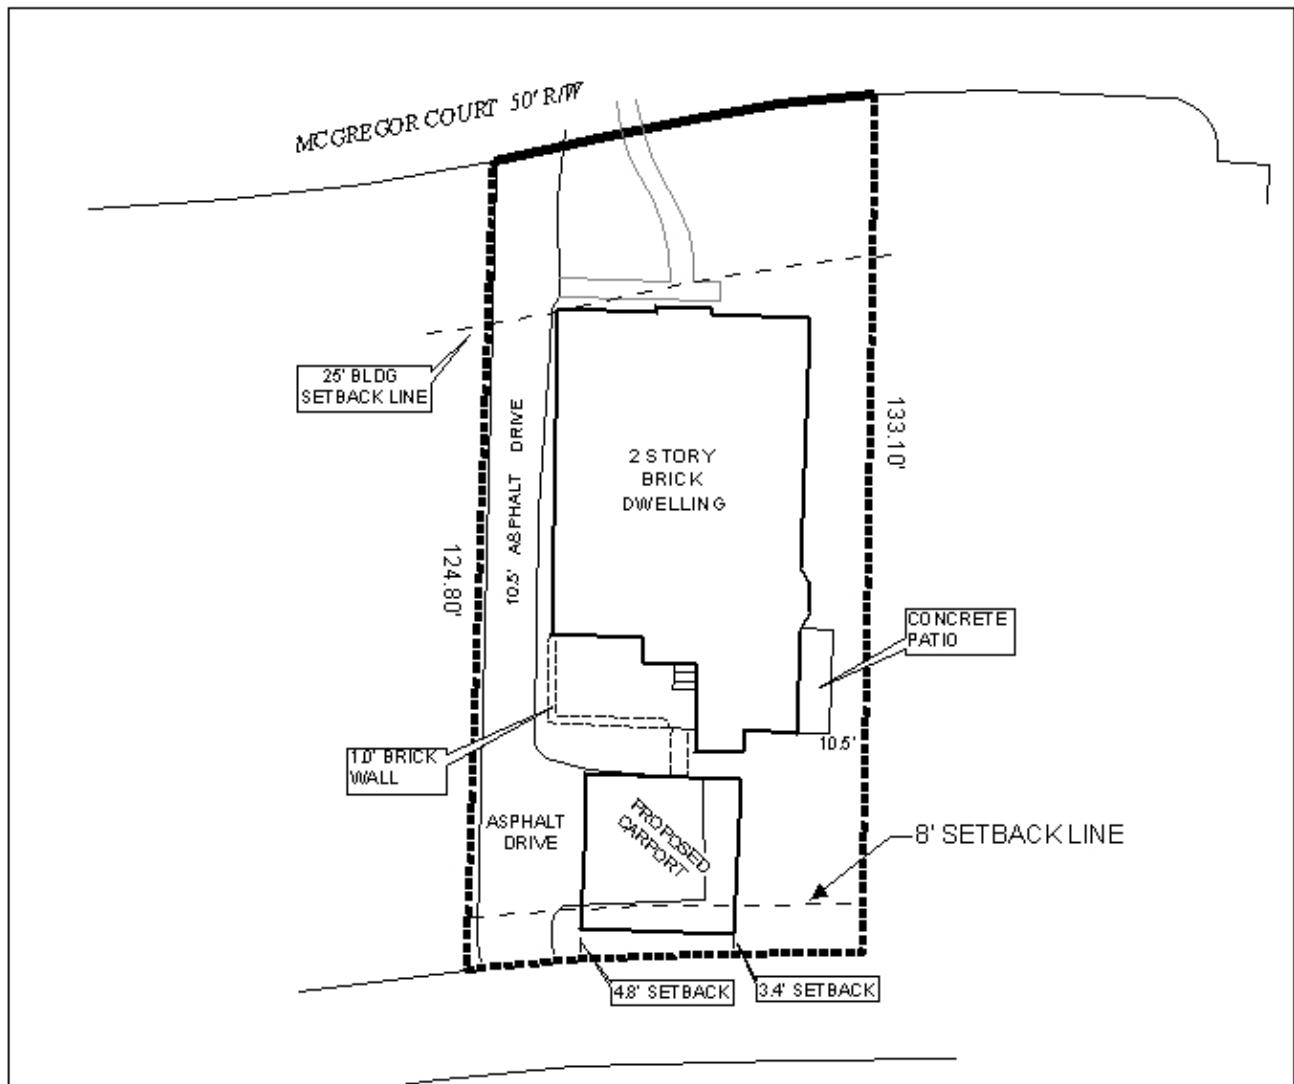 MCGREGOR COURT 50' R/W
25' BLDG
SETBACK LINE
10.5' ASPHALT DRIVE
2 STORY
BRICK
DWELLING
133.10'
124.80'
CONCRETE
PATIO
10.5'
1.0' BRICK
WALL
ASPHALT
DRIVE
PROPOSED
CARPORT
8' SETBACK LINE
4.8' SETBACK
3.4' SETBACK